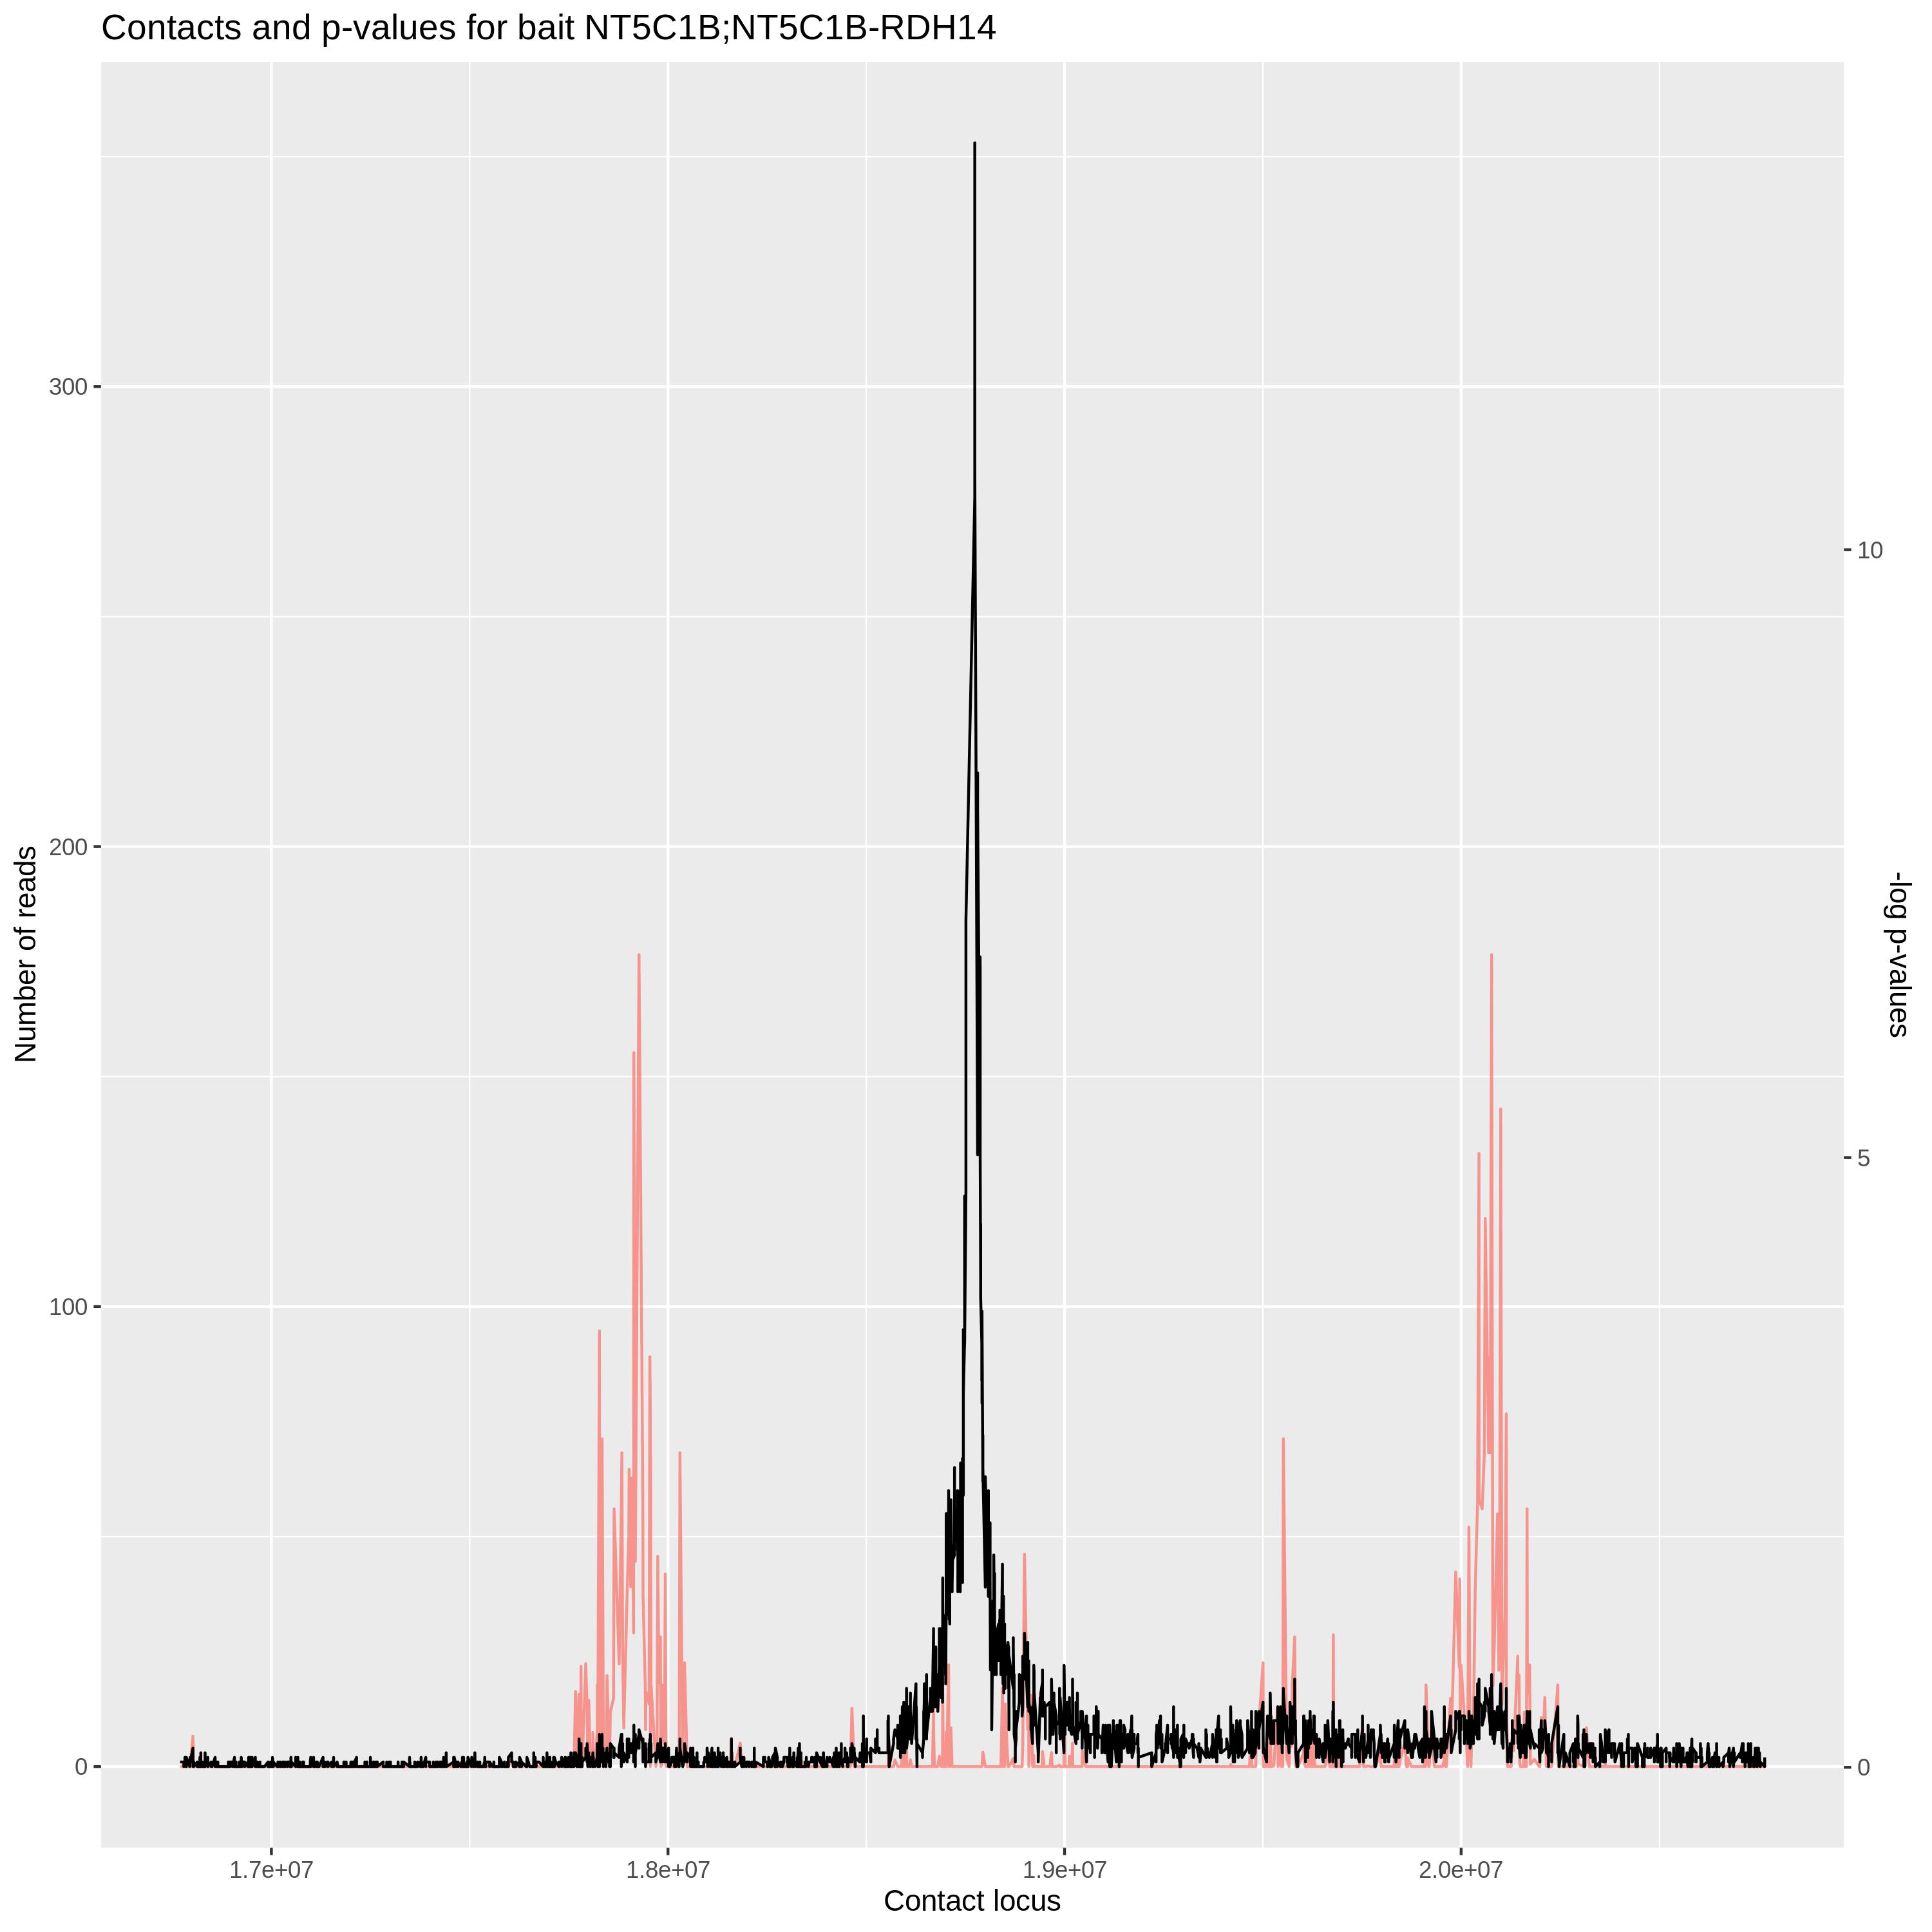 Contacts and p-values for bait NT5C1B;NT5C1B-RDH14
Number of reads
300
200
100
0
10
5
0
-log p-values
1.7e+07
1.8e+07
1.9e+07
2.0e+07
Contact locus